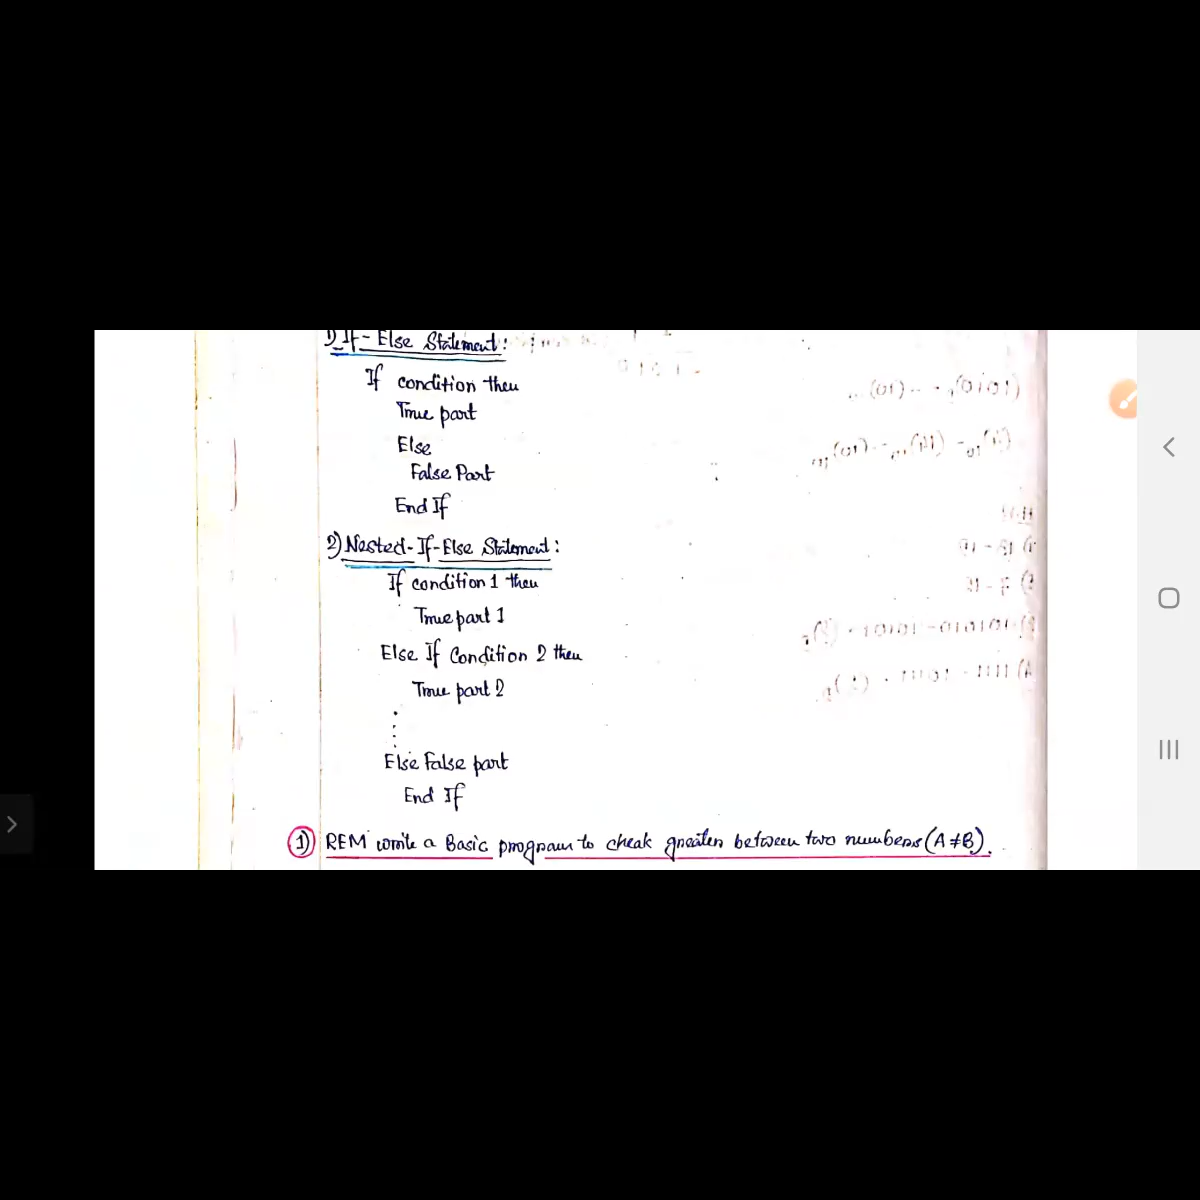 1) If - Else Statement :
If condition then
True part
Else
False Part
End If
2) Nested - If - Else Statement :
If condition 1 then
True part 1
Else If Condition 2 then
True part 2
Else False part
End If
1) REM write a Basic program to cheak greater between two numbers (A ≠ B).